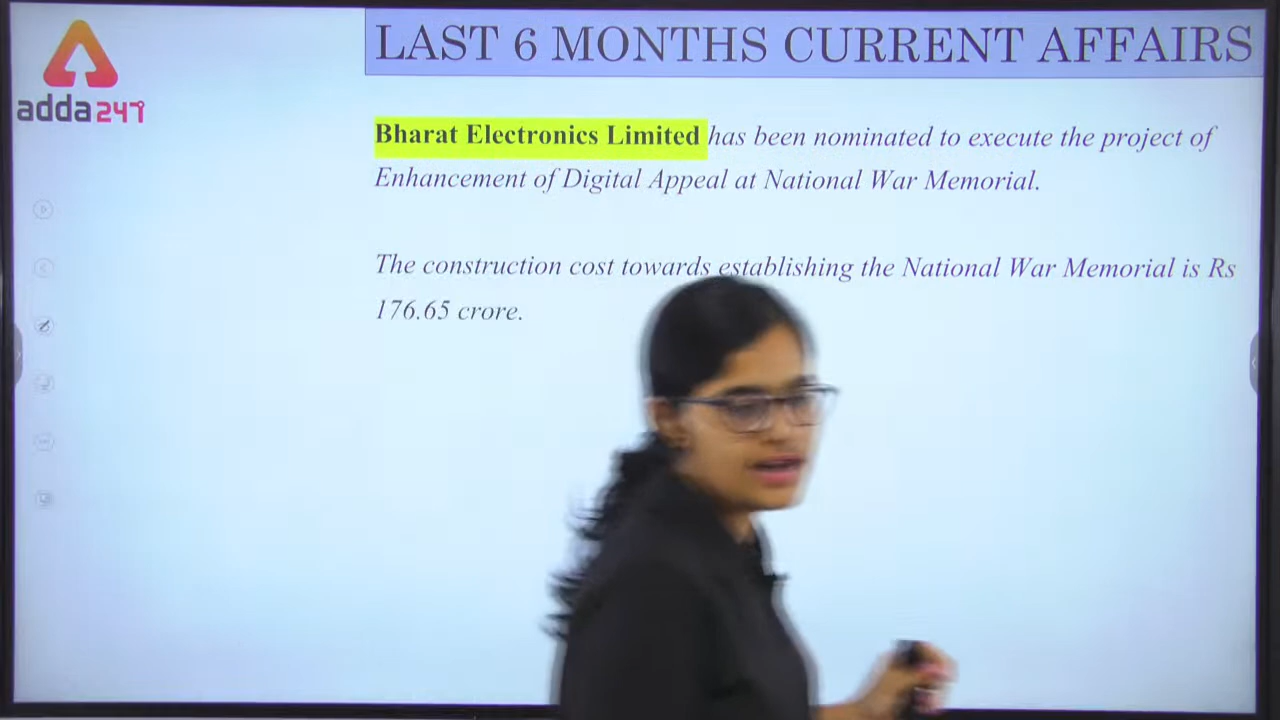 LAST 6 MONTHS CURRENT AFFAIRS
adda247
Bharat Electronics Limited has been nominated to execute the project of
Enhancement of Digital Appeal at National War Memorial.
The construction cost towards establishing the National War Memorial is Rs
176.65 crore.